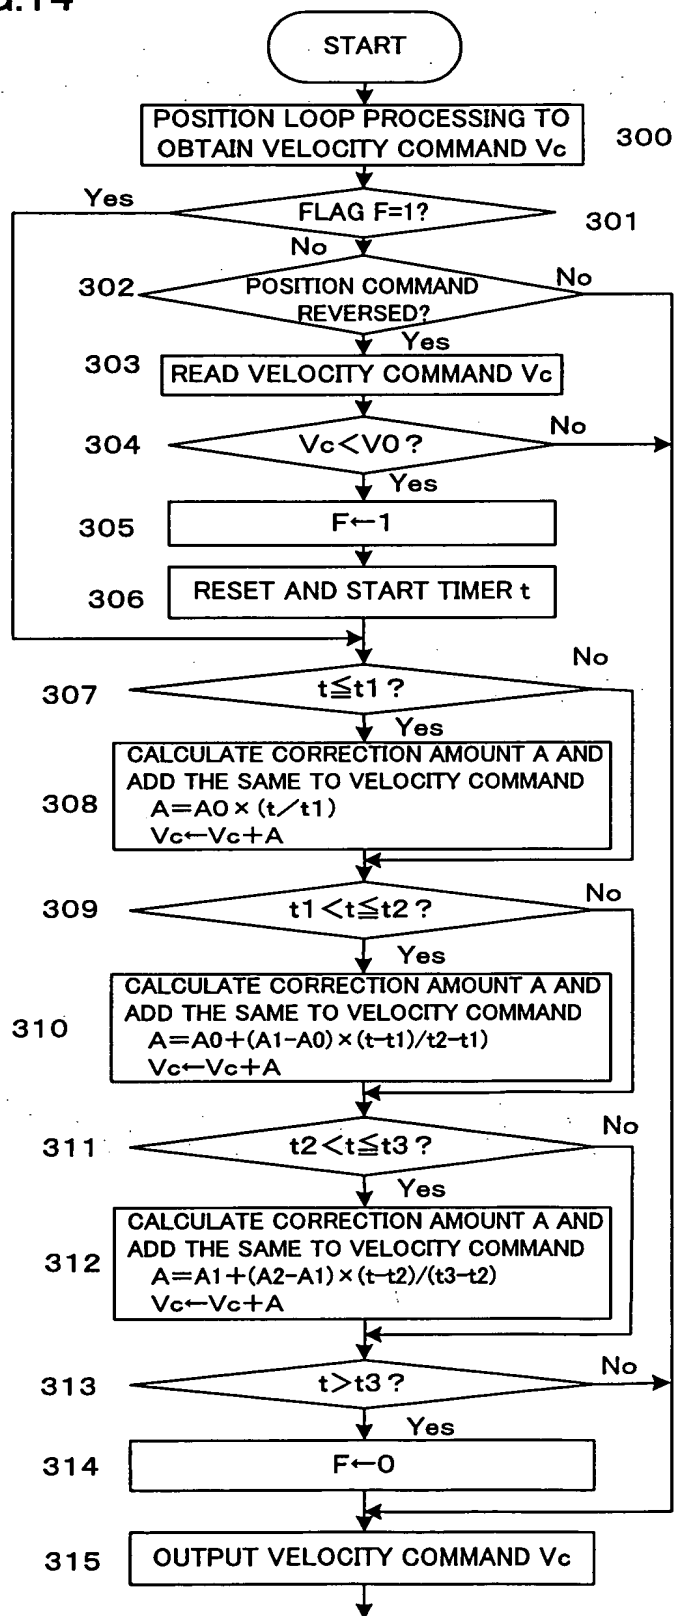 .14
START
POSITION LOOP PROCESSING TO
OBTAIN VELOCITY COMMAND Vc
300
Yes
FLAG F=1?
301
No
302
POSITION COMMAND
REVERSED?
No
Yes
303
READ VELOCITY COMMAND Vc
304
Vc<V0?
No
Yes
305
F←1
306
RESET AND START TIMER t
No
307
t≦t1?
Yes
308
CALCULATE CORRECTION AMOUNT A AND
ADD THE SAME TO VELOCITY COMMAND
A=A0×(t/t1)
Vc←Vc+A
309
t1<t≦t2?
No
Yes
310
CALCULATE CORRECTION AMOUNT A AND
ADD THE SAME TO VELOCITY COMMAND
A=A0+(A1-A0)×(t-t1)/t2-t1)
Vc←Vc+A
311
t2<t≦t3?
No
Yes
312
CALCULATE CORRECTION AMOUNT A AND
ADD THE SAME TO VELOCITY COMMAND
A=A1+(A2-A1)×(t-t2)/(t3-t2)
Vc←Vc+A
313
t>t3?
No
Yes
314
F←0
315
OUTPUT VELOCITY COMMAND Vc